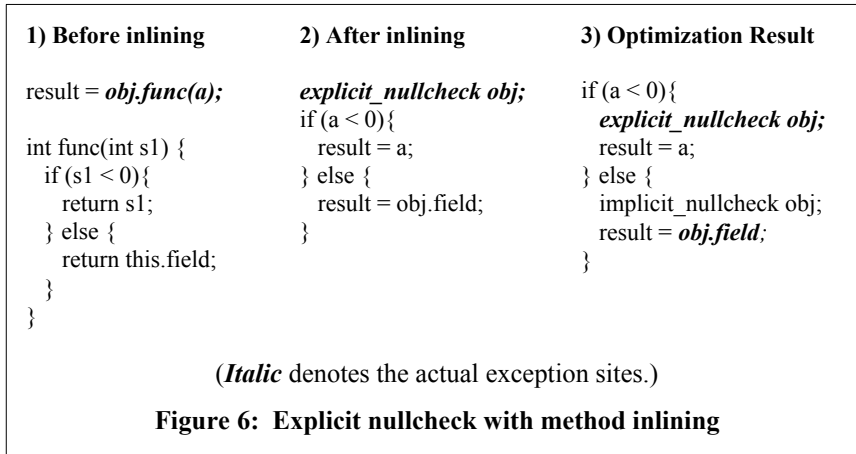 1) Before inlining
result = obj.func(a);
int func(int s1) {
if (s1 < 0){
return s1;
} else {
return this.field;
}
}
2) After inlining
explicit_nullcheck obj;
if (a < 0){
result = a;
} else {
result = obj.field;
}
3) Optimization Result
if (a < 0){
explicit_nullcheck obj;
result = a;
} else {
implicit_nullcheck obj;
result = obj.field;
}
(Italic denotes the actual exception sites.)
Figure 6: Explicit nullcheck with method inlining